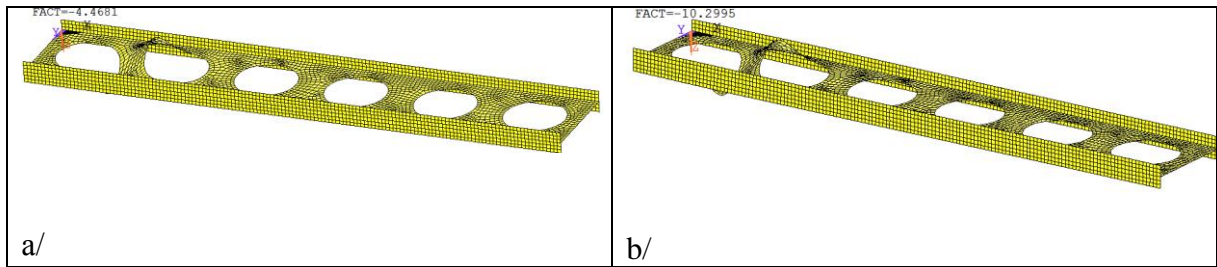 FACT=-4.4681
Y X
Z
a/
FACT=-10.2995
Y X
Z
b/